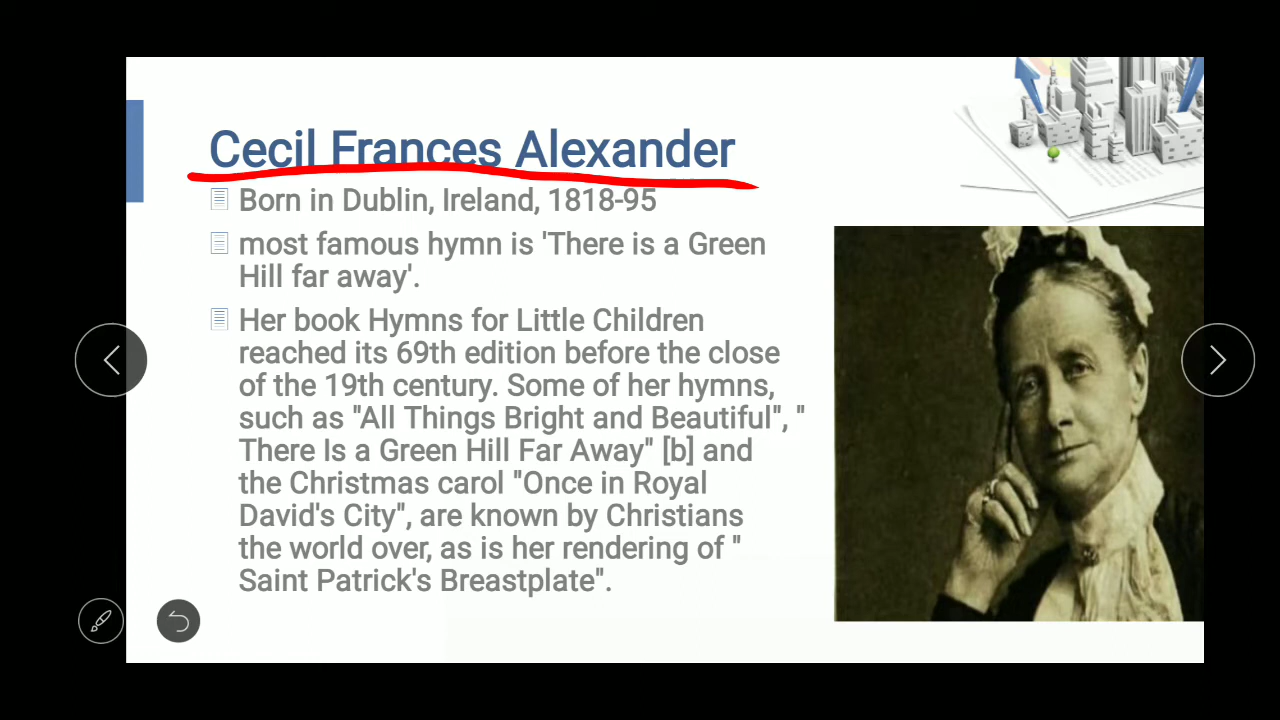 Cecil Frances Alexander
Born in Dublin, Ireland, 1818-95
most famous hymn is 'There is a Green
Hill far away'.
Her book Hymns for Little Children
reached its 69th edition before the close
of the 19th century. Some of her hymns,
such as "All Things Bright and Beautiful", "
There Is a Green Hill Far Away" [b] and
the Christmas carol "Once in Royal
David's City", are known by Christians
the world over, as is her rendering of "
Saint Patrick's Breastplate".